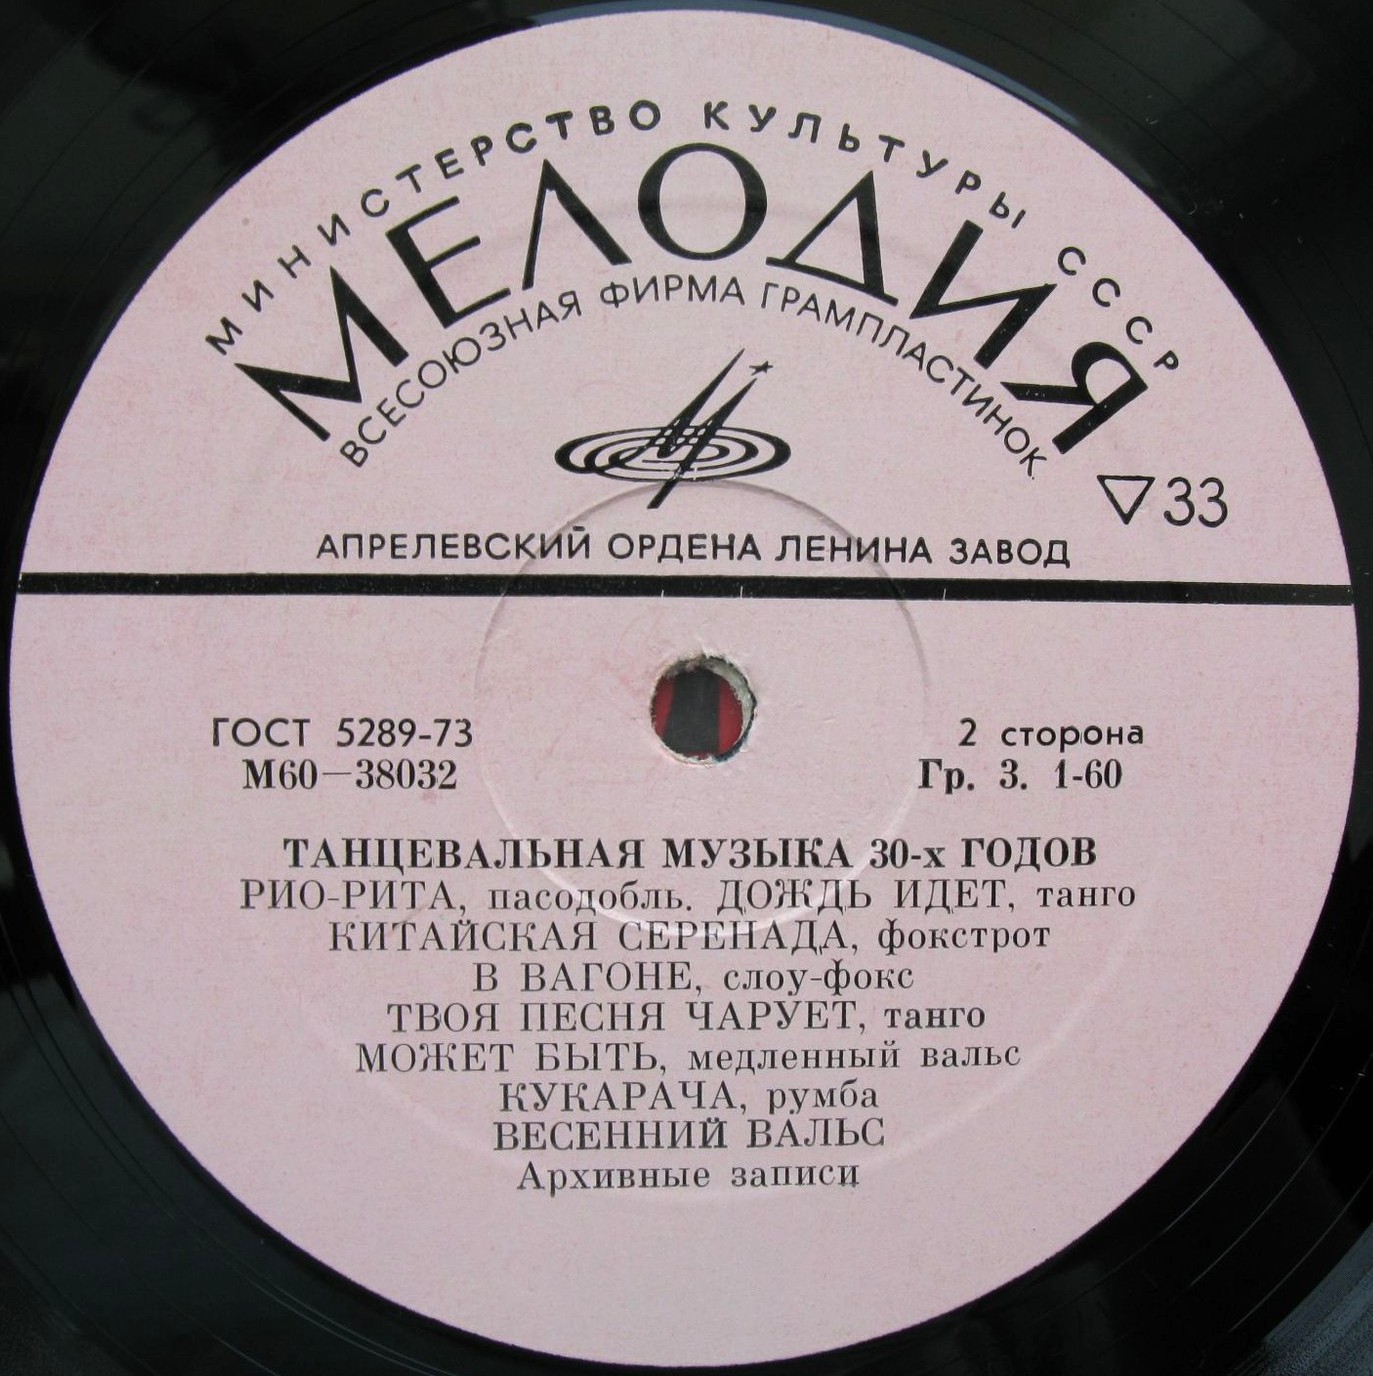 МИНИСТЕРСТВО КУЛЬТУРЫ СССР
МЕЛОДИЯ
ВСЕСОЮЗНАЯ ФИРМА ГРАМПЛАСТИНОК
▽33
АПРЕЛЕВСКИЙ ОРДЕНА ЛЕНИНА ЗАВОД
ГОСТ 5289-73
2 сторона
М60—38032
Гр. 3. 1-60
ТАНЦЕВАЛЬНАЯ МУЗЫКА 30-х ГОДОВ
РИО-РИТА, пасодобль. ДОЖДЬ ИДЕТ, танго
КИТАЙСКАЯ СЕРЕНАДА, фокстрот
В ВАГОНЕ, слоу-фокс
ТВОЯ ПЕСНЯ ЧАРУЕТ, танго
МОЖЕТ БЫТЬ, медленный вальс
КУКАРАЧА, румба
ВЕСЕННИЙ ВАЛЬС
Архивные записи